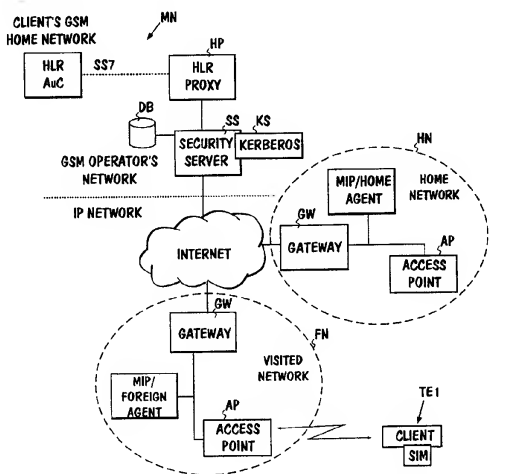 CLIENT'S GSM
HOME NETWORK
MN
HLR
AuC
SS7
HP
HLR
PROXY
DB
SS
KS
SECURITY
SERVER
KERBEROS
GSM OPERATOR'S
NETWORK
IP NETWORK
HN
MIP/HOME
AGENT
HOME
NETWORK
GW
GATEWAY
AP
ACCESS
POINT
INTERNET
GW
GATEWAY
FN
VISITED
NETWORK
MIP/
FOREIGN
AGENT
AP
ACCESS
POINT
TE1
CLIENT
SIM